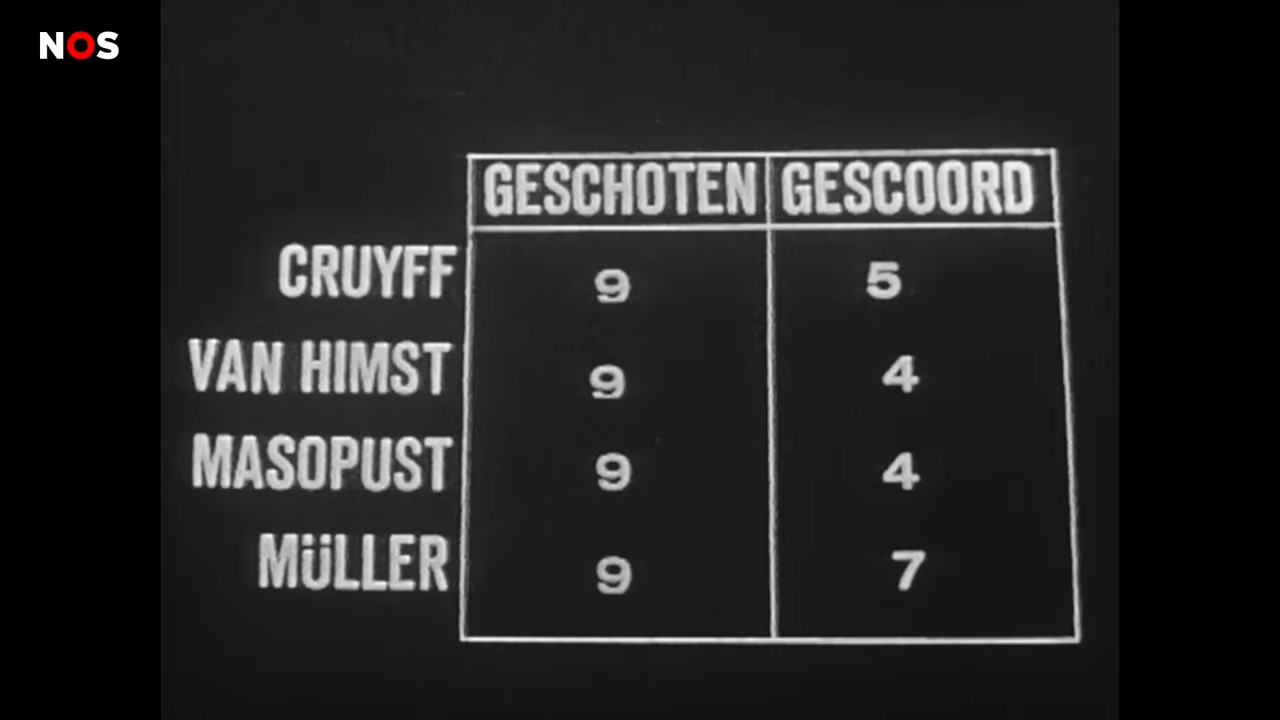 NOS
GESCHOTEN GESCOORD
CRUYFF 9 5
VAN HIMST 9 4
MASOPUST 9 4
MÜLLER 9 7